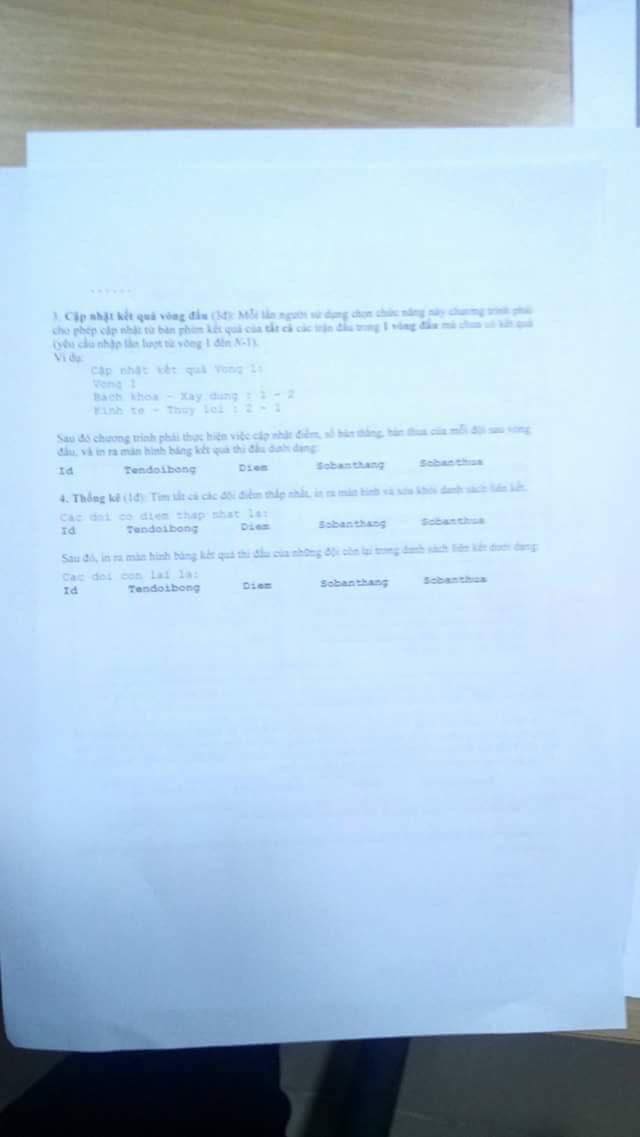 ......
3. Cập nhật kết quả vòng đấu (3đ): Mỗi lần người sử dụng chọn chức năng này chương trình phải
cho phép cập nhật từ bàn phím kết quả của tất cả các trận đấu trong 1 vòng đấu mà chưa có kết quả
(yêu cầu nhập lần lượt từ vòng 1 đến N-1).
Ví dụ:
Cập nhật kết quả Vong 1:
Vong 1
Bach khoa - Xay dung : 1 - 2
Kinh te - Thuy loi : 2 - 1
Sau đó chương trình phải thực hiện việc cập nhật điểm, số bàn thắng, bàn thua của mỗi đội sau vòng
đấu, và in ra màn hình bảng kết quả thi đấu dưới dạng:
Id Tendoibong Diem Sobanthang Sobanthua
4. Thống kê (1đ): Tìm tất cả các đội điểm thấp nhất, in ra màn hình và xóa khỏi danh sách liên kết.
Cac doi co diem thap nhat la:
Id Tendoibong Diem Sobanthang Sobanthua
Sau đó, in ra màn hình bảng kết quả thi đấu của những đội còn lại trong danh sách liên kết dưới dạng:
Cac doi con lai la:
Id Tendoibong Diem Sobanthang Sobanthua